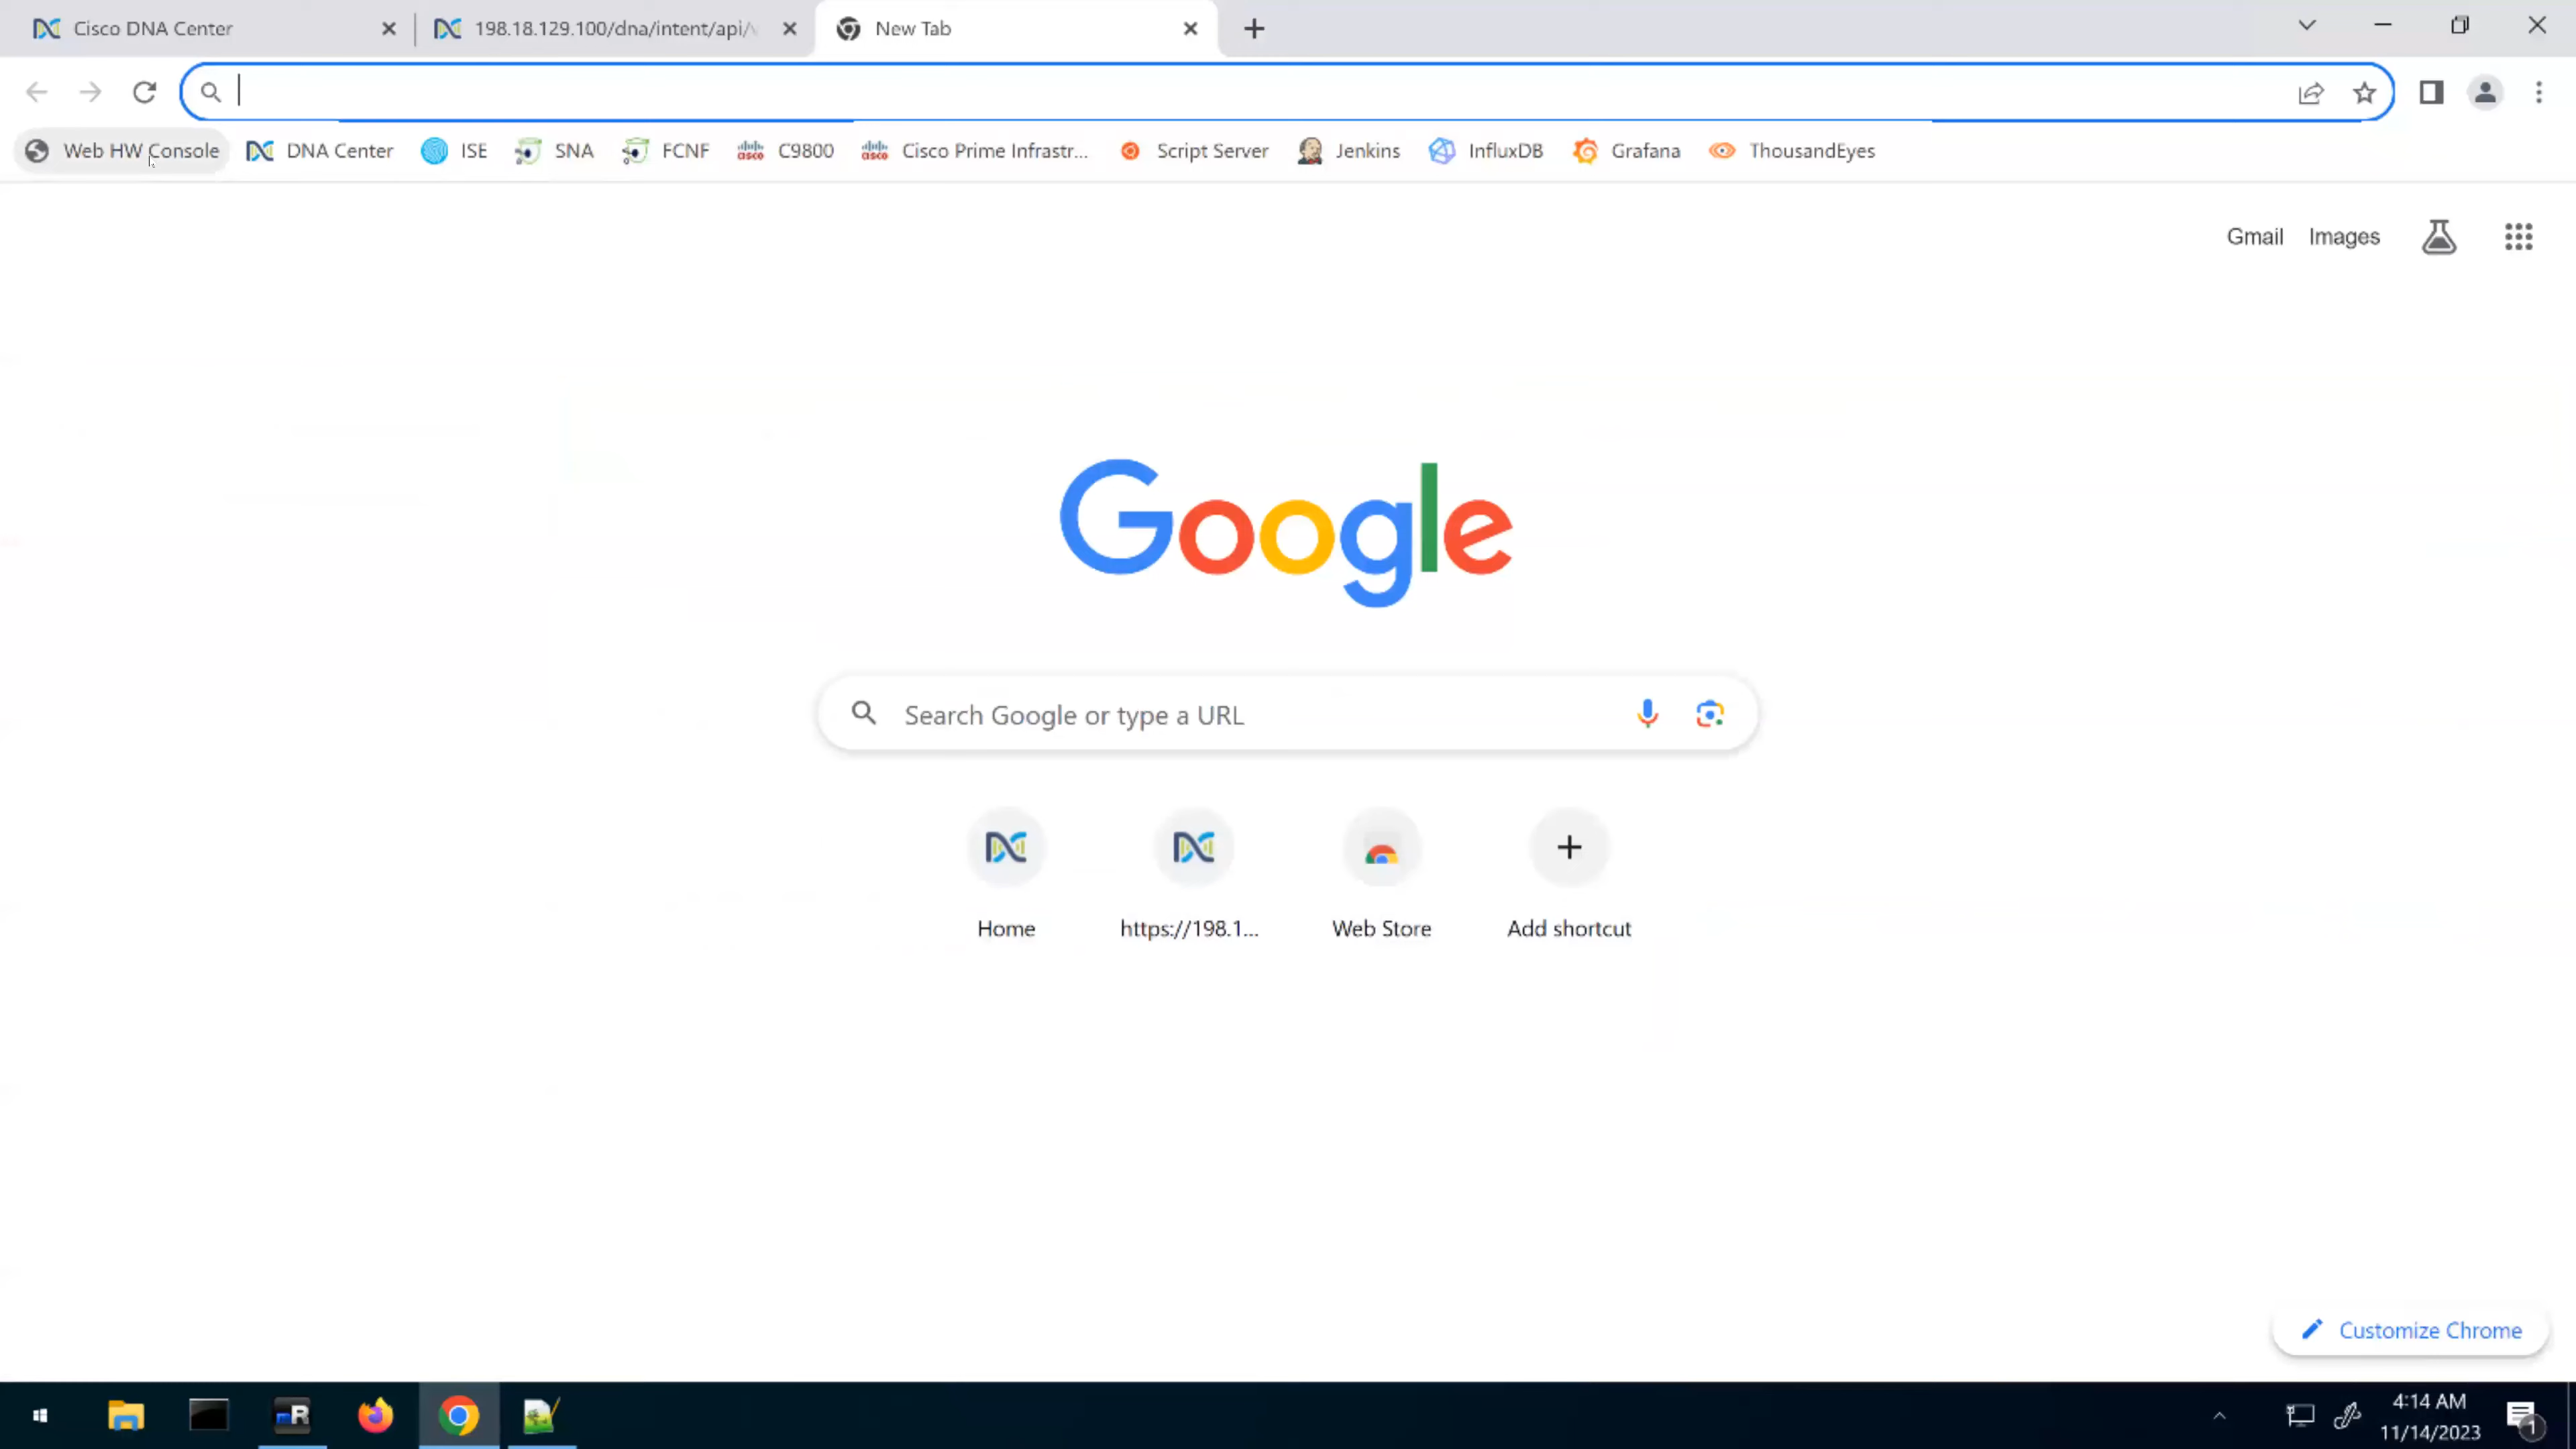 Cisco DNA Center
198.18.129.100/dna/intent/api/
New Tab
Web HW Console DNA Center ISE SNA FCNF C9800 Cisco Prime Infrastr... Script Server Jenkins InfluxDB Grafana ThousandEyes
Gmail Images
Google
Search Google or type a URL
Home https://198.1... Web Store Add shortcut
Customize Chrome
4:14 AM
11/14/2023
1